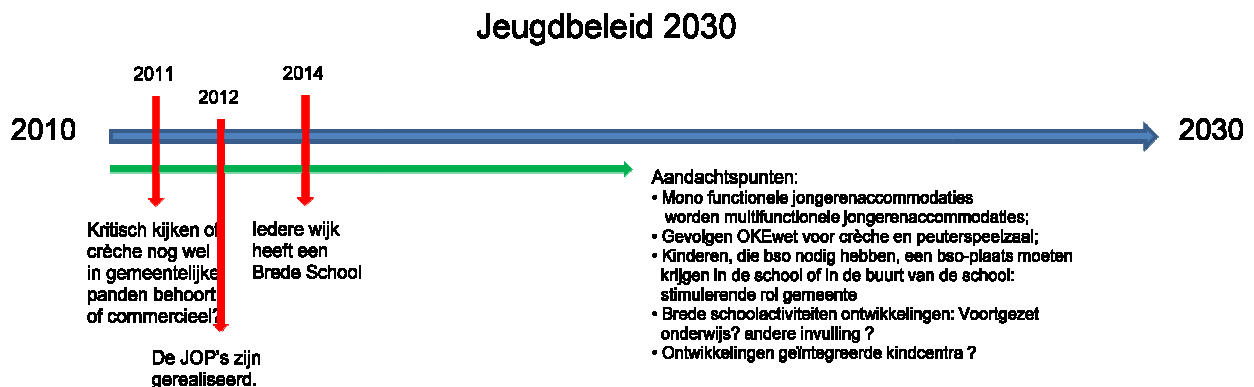 Jeugdbeleid 2030
2011
2014
2012
2010
2030
Kritisch kijken of
crèche nog wel
in gemeentelijke
panden behoort
of commercieel?
Iedere wijk
heeft een
Brede School
De JOP's zijn
gerealiseerd.
Aandachtspunten:
• Mono functionele jongerenaccommodaties
worden multifunctionele jongerenaccommodaties;
• Gevolgen OKEwet voor crèche en peuterspeelzaal;
• Kinderen, die bso nodig hebben, een bso-plaats moeten
krijgen in de school of in de buurt van de school:
stimulerende rol gemeente
• Brede schoolactiviteiten ontwikkelingen: Voortgezet
onderwijs? andere invulling ?
• Ontwikkelingen geïntegreerde kindcentra ?